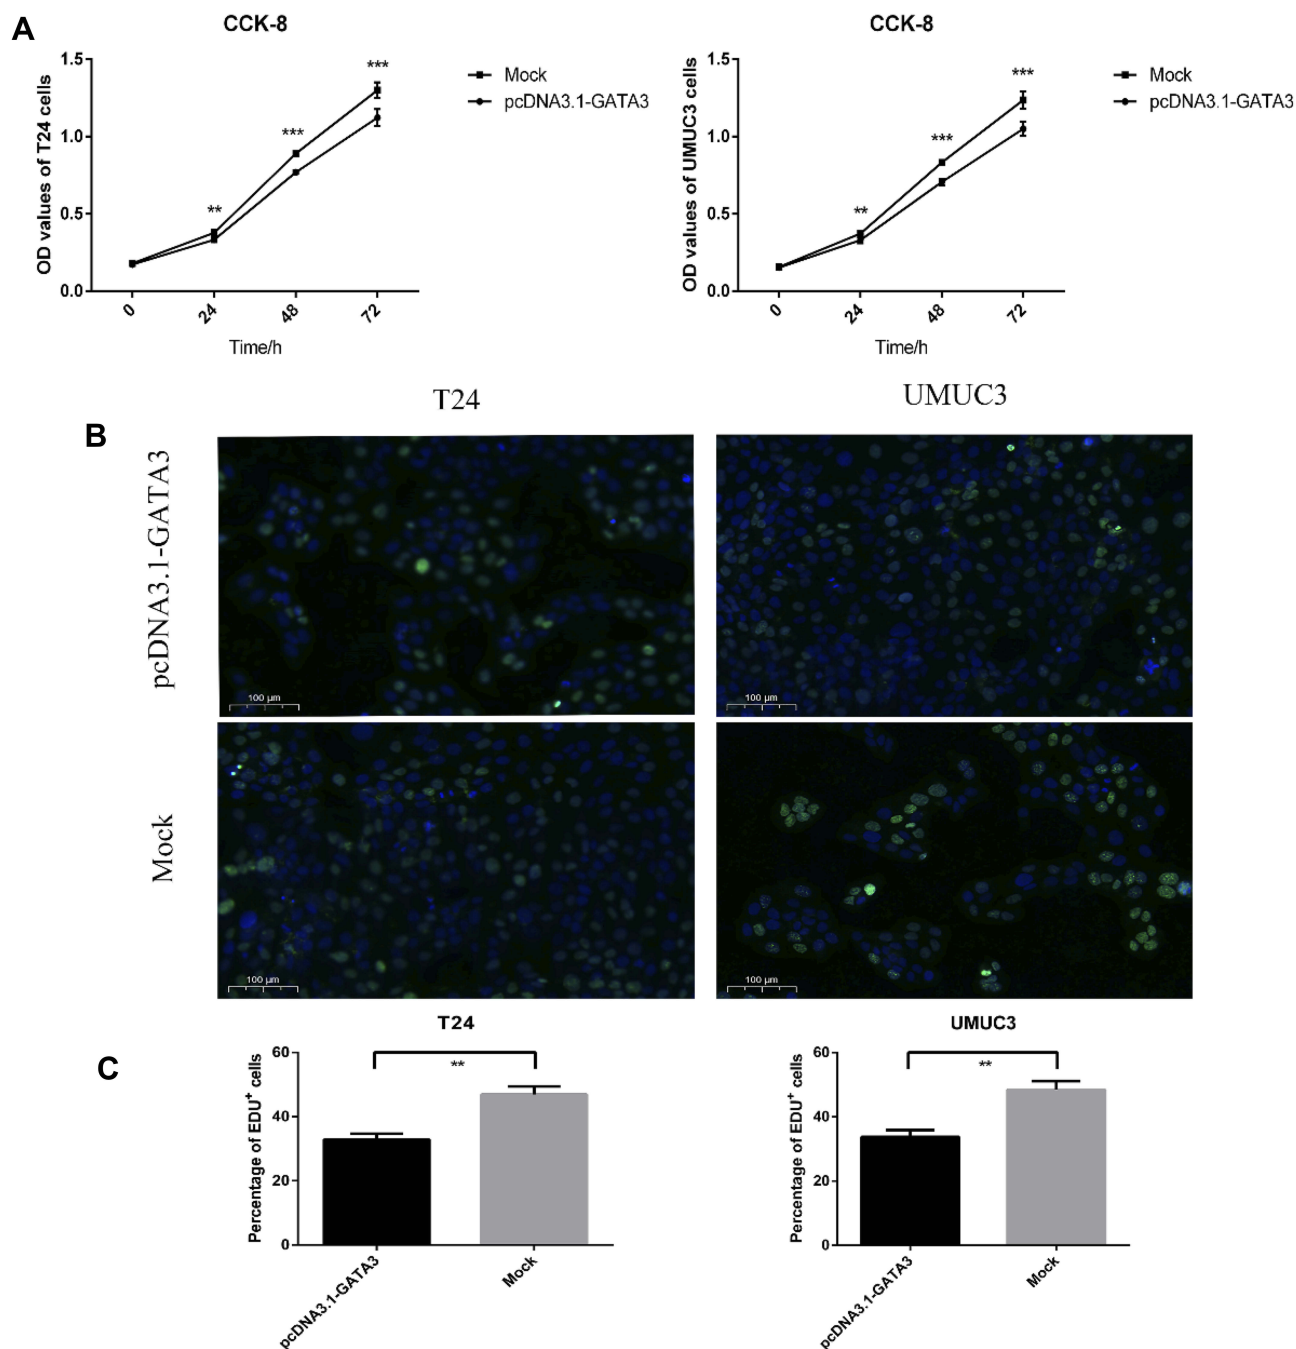 A
CCK-8
OD values of T24 cells
1.5
1.0
0.5
0.0
***
***
**
0
24
48
72
Time/h
Mock
pcDNA3.1-GATA3
CCK-8
OD values of UMUC3 cells
1.5
1.0
0.5
0.0
***
***
**
0
24
48
72
Time/h
Mock
pcDNA3.1-GATA3
B
T24
UMUC3
pcDNA3.1-GATA3
100 µm
100 µm
Mock
100 µm
100 µm
C
T24
Percentage of EDU⁺ cells
60
40
20
0
**
pcDNA3.1-GATA3
Mock
UMUC3
Percentage of EDU⁺ cells
60
40
20
0
**
pcDNA3.1-GATA3
Mock